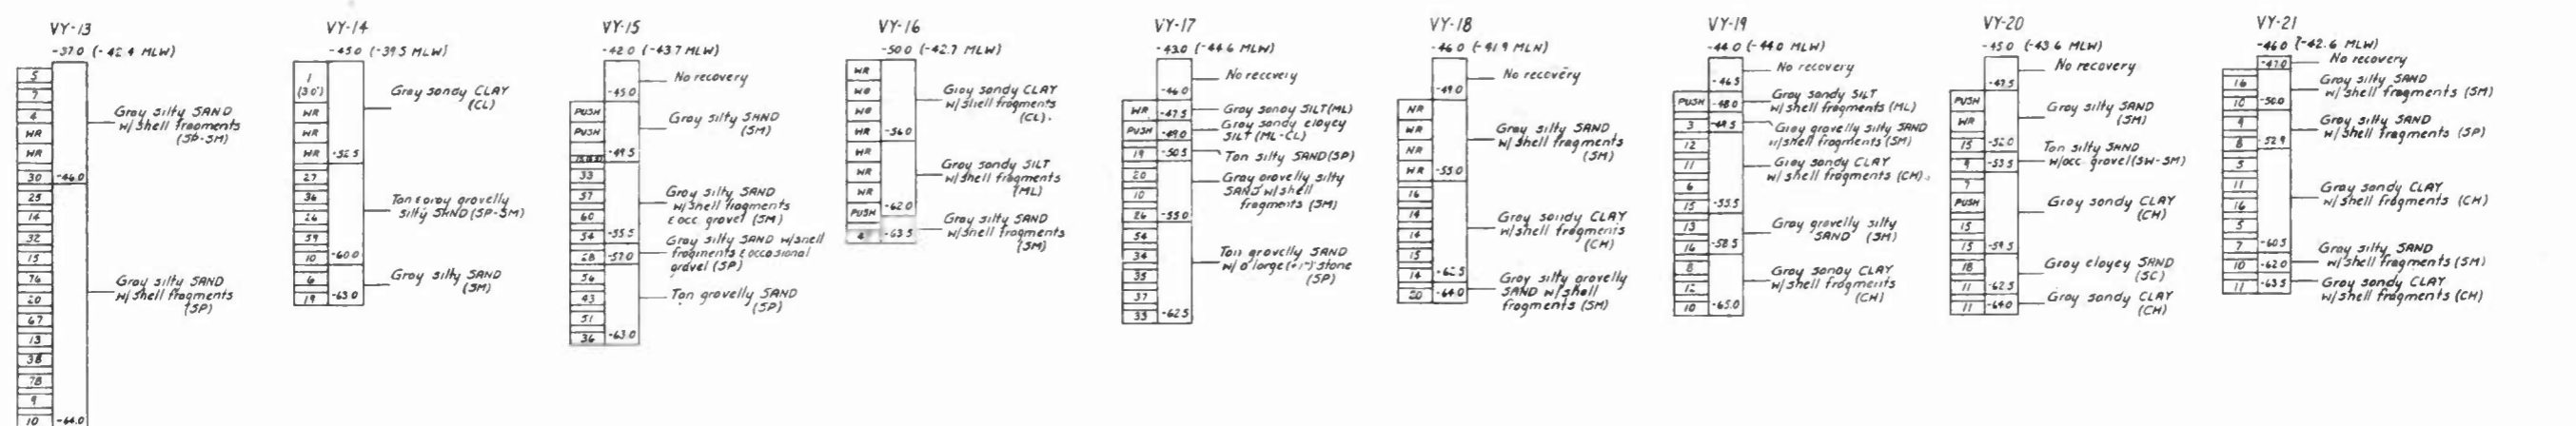 VY-13
-37.0 (-42.4 MLW)
5
7
4
WR
WR
30
-46.0
25
14
32
15
76
20
67
13
38
78
9
10
-64.0
Gray silty SAND
w/ shell fragments
(SP-SM)
Gray silty SAND
w/ shell fragments
(SP)
VY-14
-45.0 (-39.5 MLW)
1
(3.0')
WR
WR
WR
-52.5
27
36
26
59
10
-60.0
6
19
-63.0
Gray sandy CLAY
(CL)
Tan & gray gravelly
silty SAND (SP-SM)
Gray silty SAND
(SM)
VY-15
-42.0 (-43.7 MLW)
-45.0
PUSH
PUSH
-49.5
33
57
60
54
-55.5
28
-57.0
56
43
51
36
-63.0
No recovery
Gray silty SAND
(SM)
Gray silty SAND
w/ shell fragments
& occ gravel (SM)
Gray silty SAND w/ shell
fragments & occasional
gravel (SP)
Tan gravelly SAND
(SP)
VY-16
-50.0 (-42.7 MLW)
WR
WR
WR
WR
-56.0
WR
WR
WR
-62.0
PUSH
4
-63.5
Gray sandy CLAY
w/ shell fragments
(CL).
Gray sandy SILT
w/ shell fragments
(ML)
Gray silty SAND
w/ shell fragments
(SM)
VY-17
-43.0 (-44.6 MLW)
-46.0
WR
-47.5
PUSH
-49.0
19
-50.5
20
10
26
-55.0
54
34
35
37
33
-62.5
No recovery
Gray sandy SILT (ML)
Gray sandy clayey
SILT (ML-CL)
Tan silty SAND (SP)
Gray gravelly silty
SAND w/ shell
fragments (SM)
Tan gravelly SAND
w/ a large (+1") stone
(SP)
VY-18
-46.0 (-41.9 MLW)
-49.0
WR
WR
WR
WR
-55.0
16
14
14
15
14
-62.5
20
-64.0
No recovery
Gray silty SAND
w/ shell fragments
(SM)
Gray sandy CLAY
w/ shell fragments
(CH)
Gray silty gravelly
SAND w/ shell
fragments (SM)
VY-19
-44.0 (-44.0 MLW)
-46.5
PUSH
-48.0
3
-49.5
12
11
6
15
-55.5
13
16
-58.5
8
12
10
-65.0
No recovery
Gray sandy SILT
w/ shell fragments (ML)
Gray gravelly silty SAND
w/ shell fragments (SM)
Gray sandy CLAY
w/ shell fragments (CH).
Gray gravelly silty
SAND (SM)
Gray sandy CLAY
w/ shell fragments
(CH)
VY-20
-45.0 (-43.6 MLW)
-47.5
PUSH
WR
15
-52.0
9
-53.5
7
PUSH
15
15
-59.5
18
11
-62.5
11
-64.0
No recovery
Gray silty SAND
(SM)
Tan silty SAND
w/occ. gravel (SW-SM)
Gray sandy CLAY
(CH)
Gray clayey SAND
(SC)
Gray sandy CLAY
(CH)
VY-21
-46.0 (-42.6 MLW)
-47.0
16
10
-50.0
9
8
-52.9
5
11
16
5
7
-60.5
10
-62.0
11
-63.5
No recovery
Gray silty SAND
w/ shell fragments (SM)
Gray silty SAND
w/ shell fragments (SP)
Gray sandy CLAY
w/ shell fragments (CH)
Gray silty SAND
w/ shell fragments (SM)
Gray sandy CLAY
w/ shell fragments (CH)